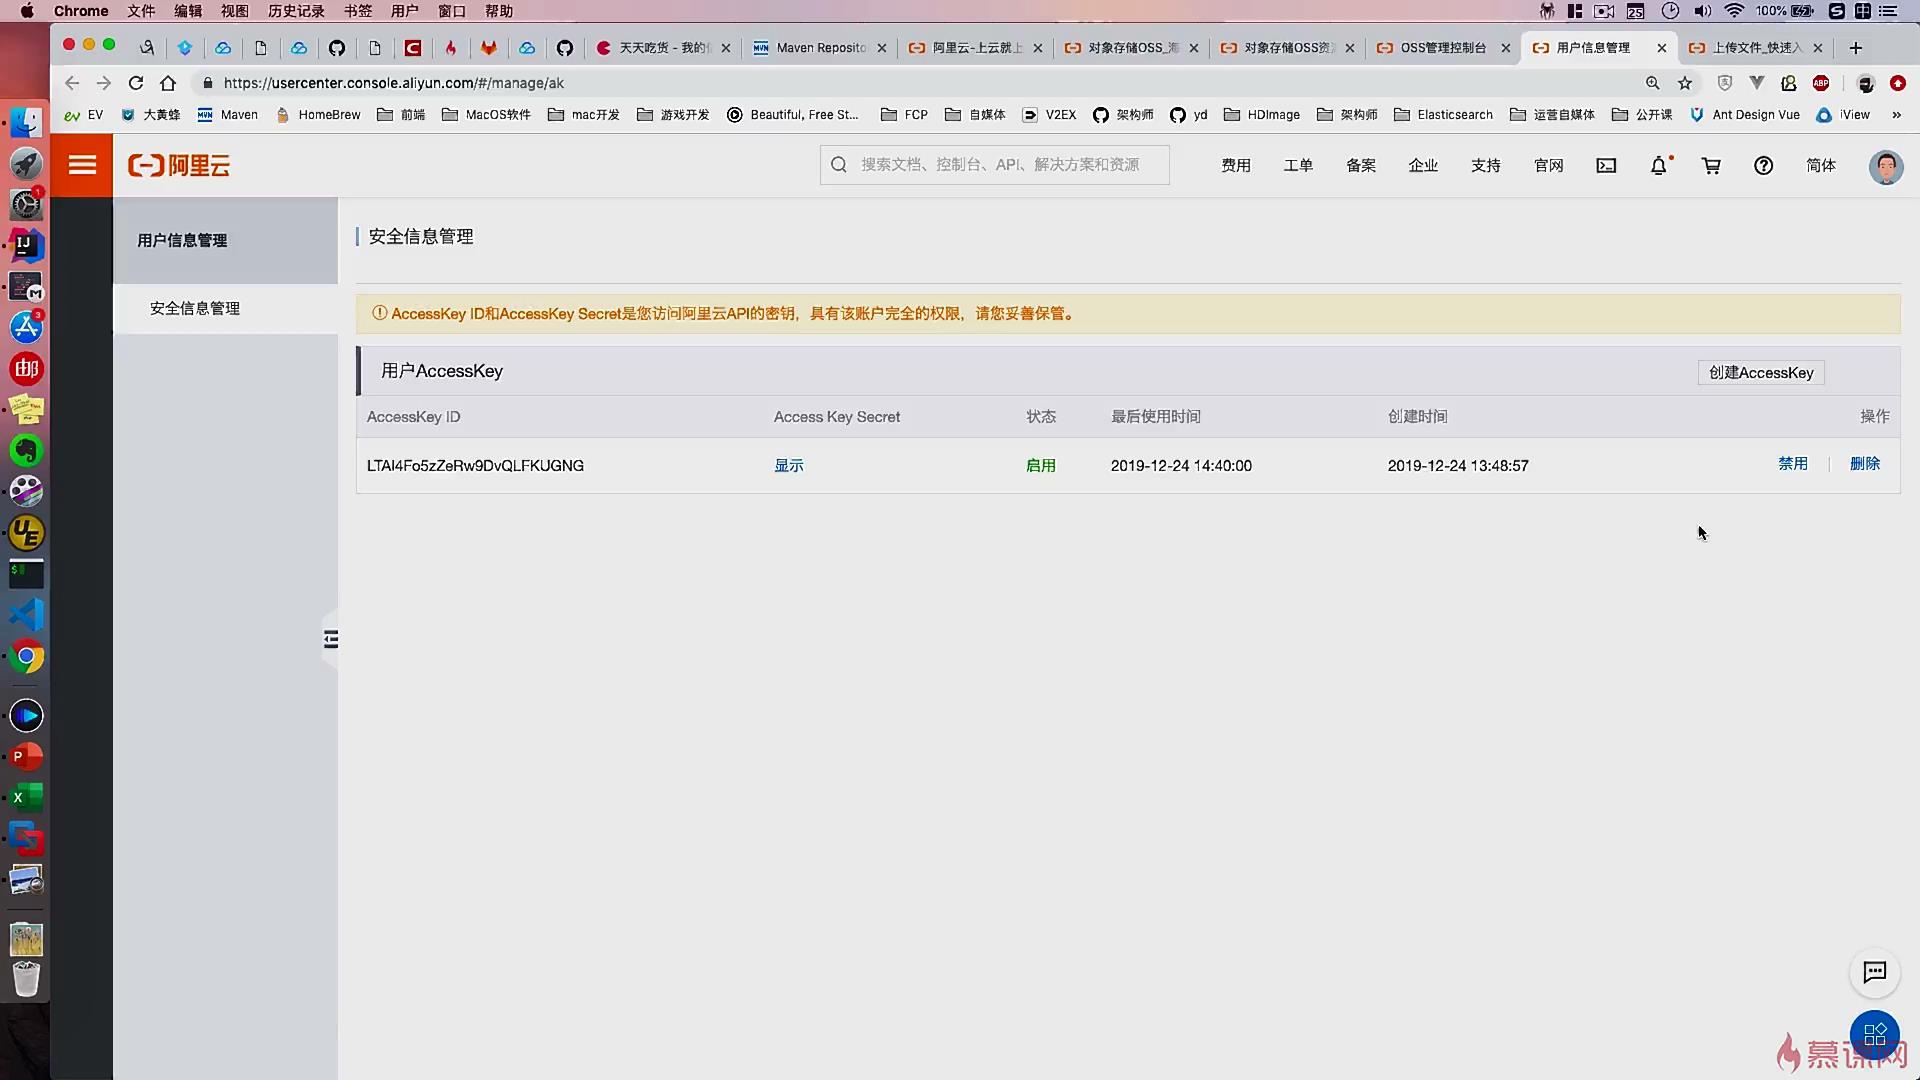 Chrome 文件 编辑 视图 历史记录 书签 用户 窗口 帮助 25 100%
天天吃货 - 我的 Maven Reposito 阿里云-上云就上 对象存储OSS_海 对象存储OSS资 OSS管理控制台 用户信息管理 上传文件_快速入
https://usercenter.console.aliyun.com/#/manage/ak ABP
EV 大黄蜂 Maven HomeBrew 前端 MacOS软件 mac开发 游戏开发 Beautiful, Free St... FCP 自媒体 V2EX 架构师 yd HDImage 架构师 Elasticsearch 运营自媒体 公开课 Ant Design Vue iView »
阿里云 搜索文档、控制台、API、解决方案和资源 费用 工单 备案 企业 支持 官网 简体
用户信息管理
安全信息管理
安全信息管理
AccessKey ID和AccessKey Secret是您访问阿里云API的密钥，具有该账户完全的权限，请您妥善保管。
用户AccessKey 创建AccessKey
AccessKey ID Access Key Secret 状态 最后使用时间 创建时间 操作
LTAI4Fo5zZeRw9DvQLFKUGNG 显示 启用 2019-12-24 14:40:00 2019-12-24 13:48:57 禁用 删除
慕课网